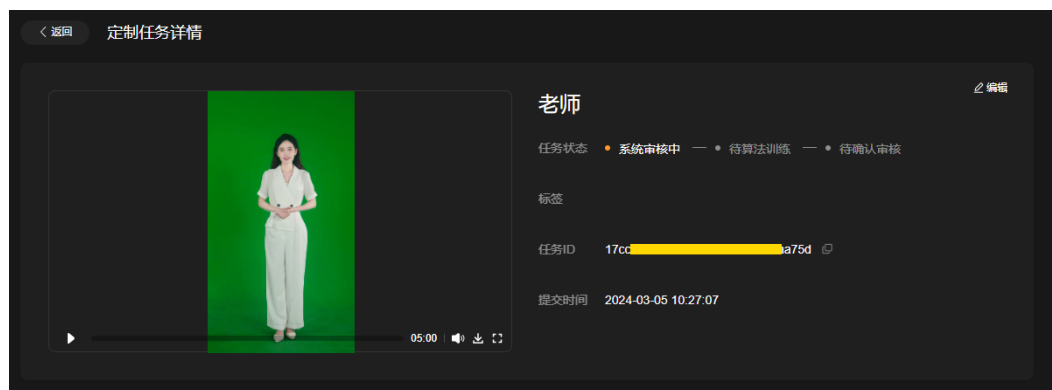 返回
定制任务详情
编辑
老师
任务状态 系统审核中 — 待算法训练 — 待确认审核
标签
任务ID 17cc a75d
提交时间 2024-03-05 10:27:07
05:00